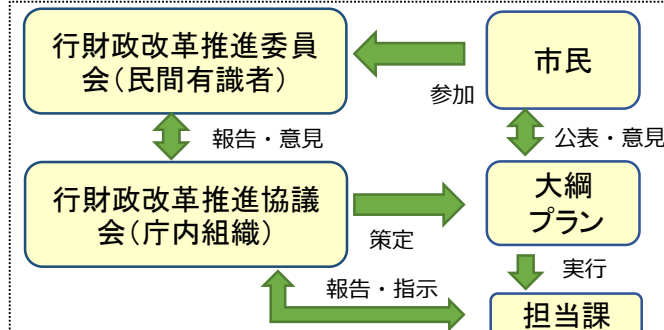 行財政改革推進委員
会（民間有識者）
市民
参加
報告・意見
公表・意見
行財政改革推進協議
会（庁内組織）
大綱
プラン
策定
実行
報告・指示
担当課